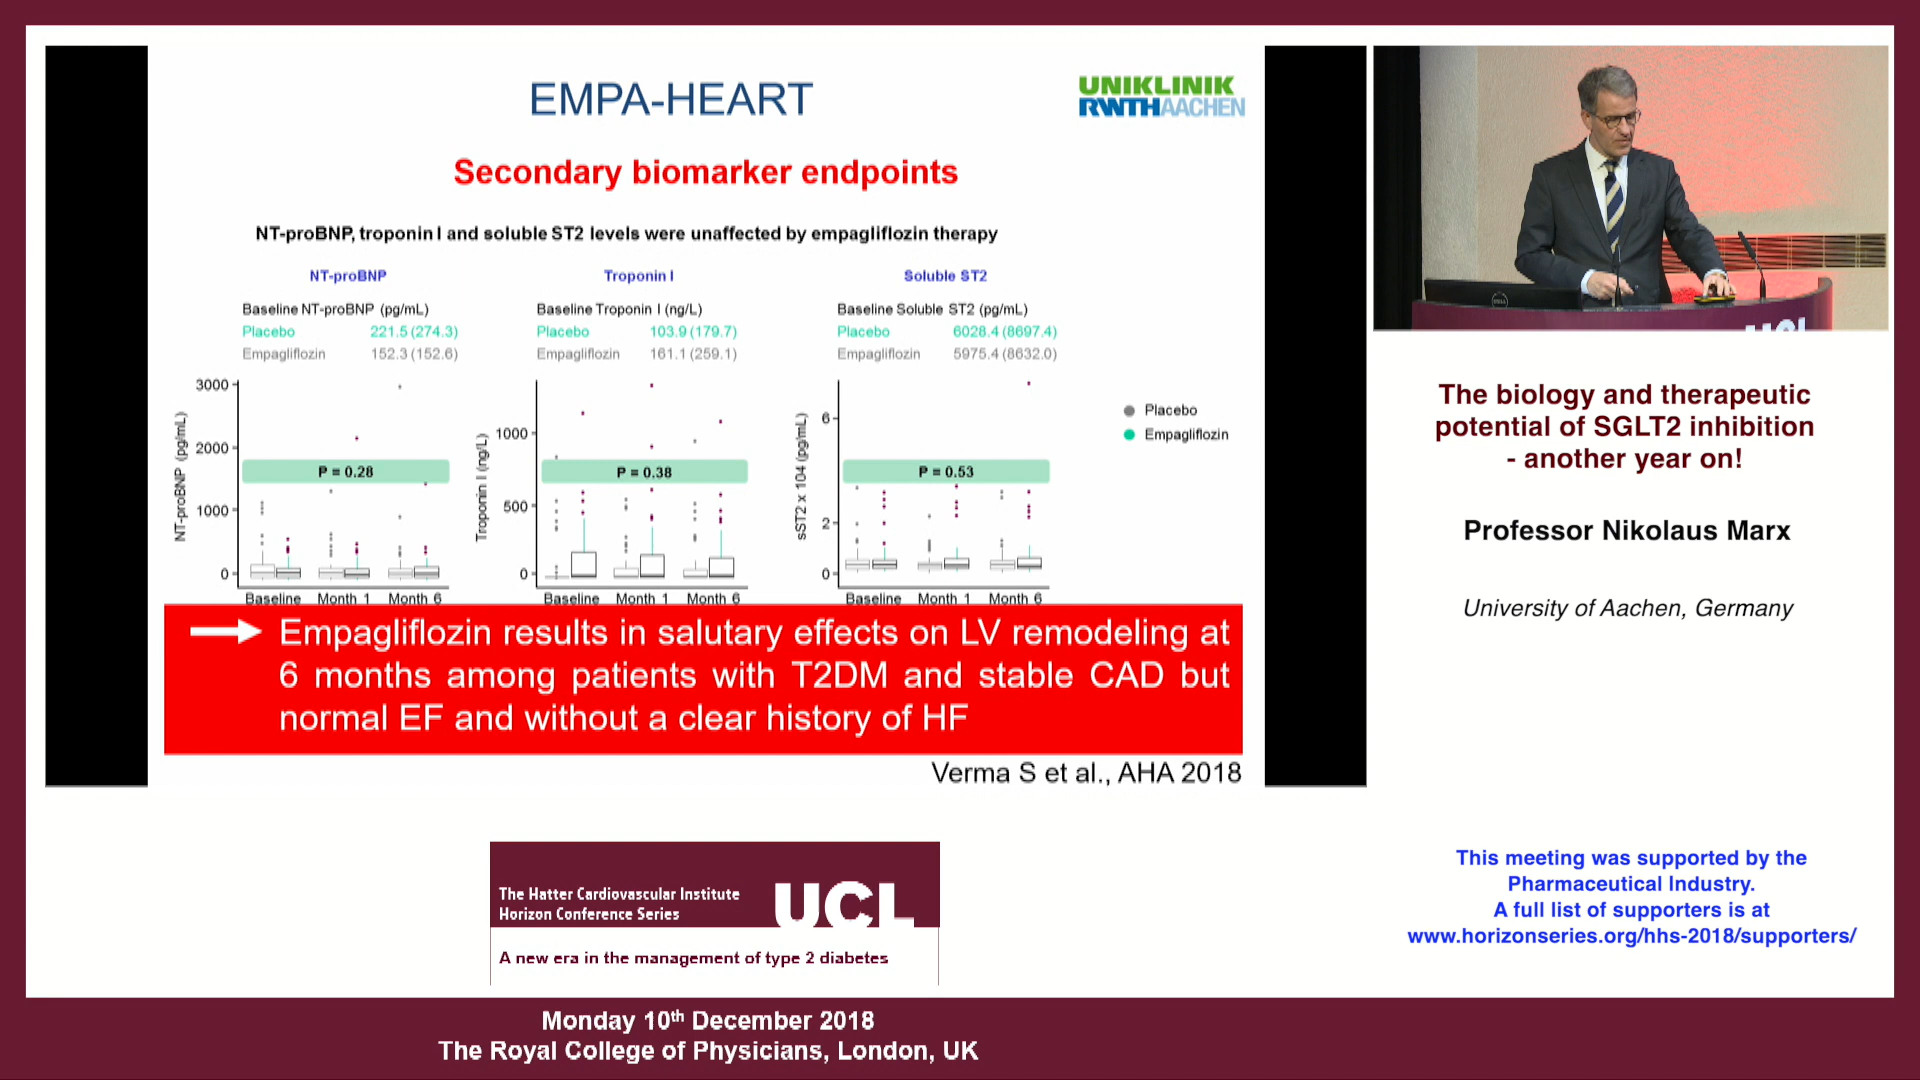 EMPA-HEART
UNIKLINIK
RWTHAACHEN
Secondary biomarker endpoints
NT-proBNP, troponin I and soluble ST2 levels were unaffected by empagliflozin therapy
NT-proBNP
Baseline NT-proBNP (pg/mL)
Placebo 221.5 (274.3)
Empagliflozin 152.3 (152.6)
NT-proBNP (pg/mL)
3000
2000
1000
0
P = 0.28
Baseline Month 1 Month 6
Troponin I
Baseline Troponin I (ng/L)
Placebo 103.9 (179.7)
Empagliflozin 161.1 (259.1)
Troponin I (ng/L)
1000
500
0
P = 0.38
Baseline Month 1 Month 6
Soluble ST2
Baseline Soluble ST2 (pg/mL)
Placebo 6028.4 (8697.4)
Empagliflozin 5975.4 (8632.0)
sST2 x 104 (pg/mL)
6
2
0
P = 0.53
Baseline Month 1 Month 6
Placebo
Empagliflozin
Empagliflozin results in salutary effects on LV remodeling at
6 months among patients with T2DM and stable CAD but
normal EF and without a clear history of HF
Verma S et al., AHA 2018
DELL
UCL
The biology and therapeutic
potential of SGLT2 inhibition
- another year on!
Professor Nikolaus Marx
University of Aachen, Germany
This meeting was supported by the
Pharmaceutical Industry.
A full list of supporters is at
www.horizonseries.org/hhs-2018/supporters/
The Hatter Cardiovascular Institute
Horizon Conference Series
UCL
A new era in the management of type 2 diabetes
Monday 10th December 2018
The Royal College of Physicians, London, UK